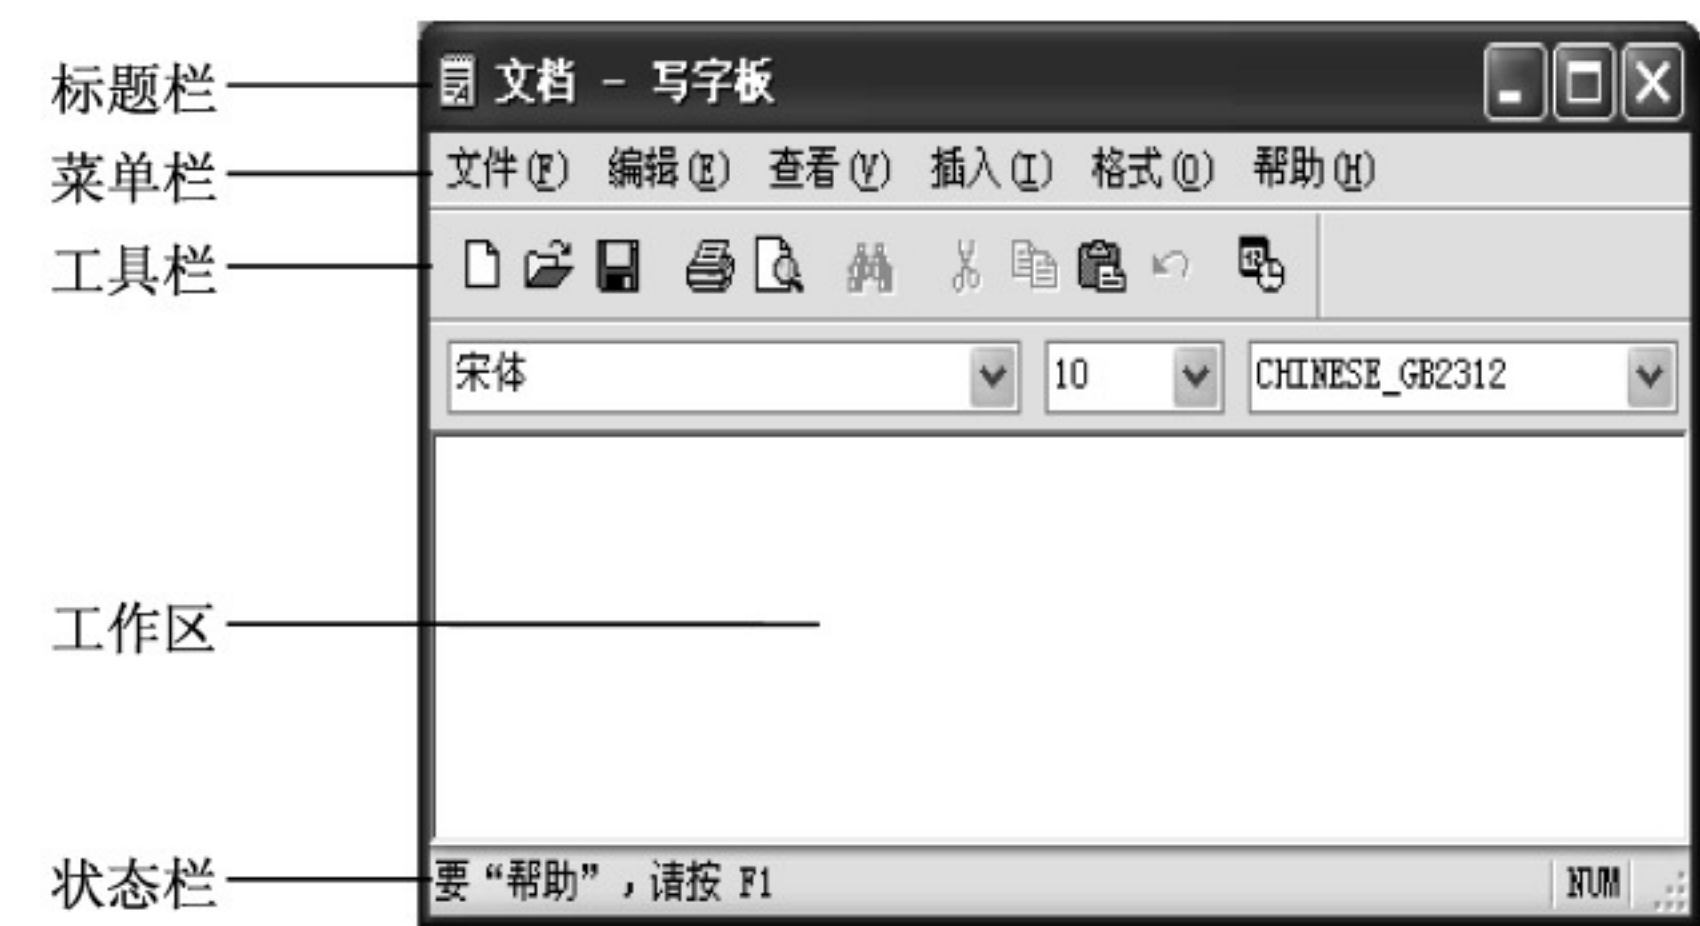 标题栏 文档 - 写字板
菜单栏 文件(F) 编辑(E) 查看(V) 插入(I) 格式(O) 帮助(H)
工具栏
宋体 10 CHINESE_GB2312
工作区
状态栏 要“帮助”，请按 F1 NUM